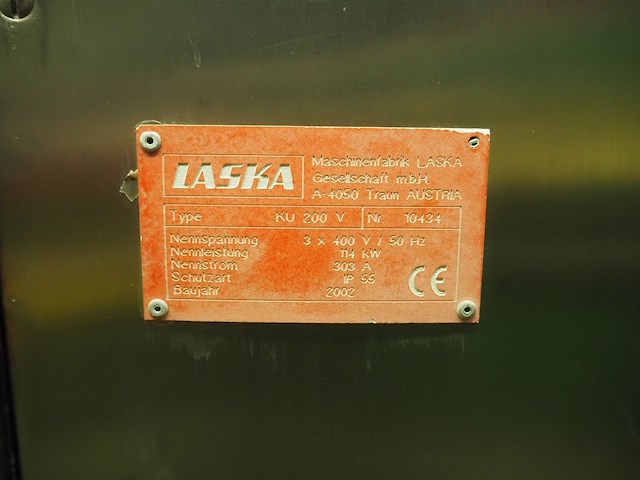 LASKA
Maschinenfabrik LASKA
Gesellschaft m.b.H.
A-4050 Traun AUSTRIA
Type KU 200 V Nr. 10434
Nennspannung 3 x 400 V / 50 Hz
Nennleistung 114 kW
Nennstrom 303 A
Schutzart IP 55
Baujahr 2002
CE